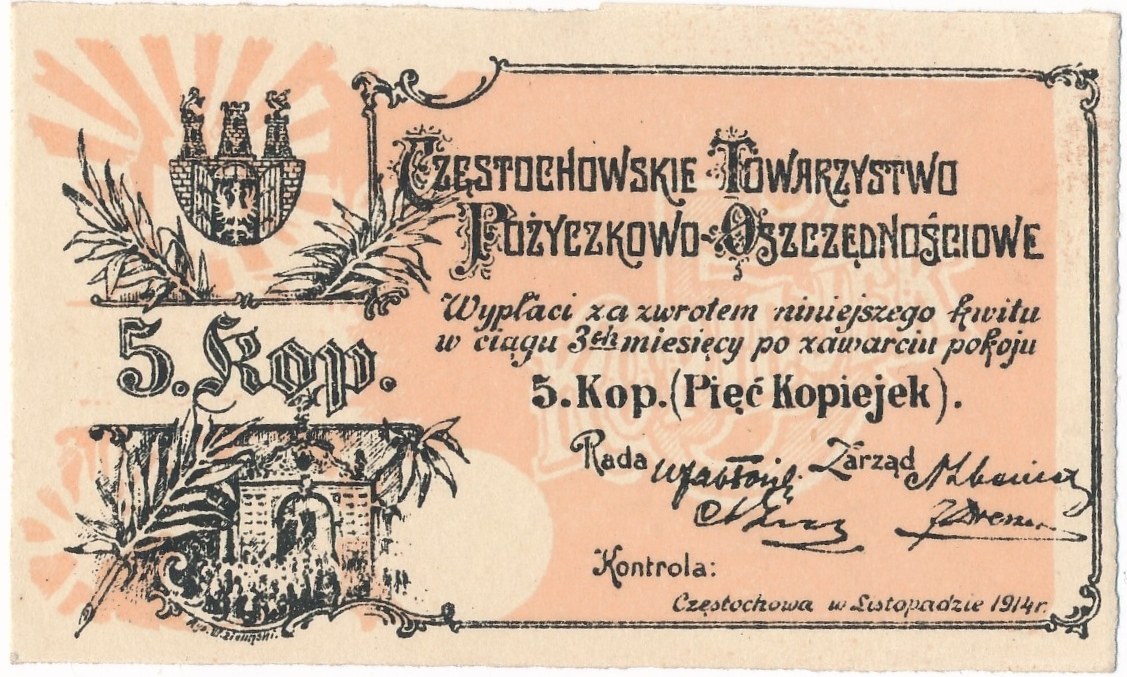 Częstochowskie Towarzystwo
Pożyczkowo-Oszczędnościowe
Wypłaci za zwrotem niniejszego kwitu
w ciągu 3ch miesięcy po zawarciu pokoju
5. Kop. (Pięć Kopiejek).
5. Kop.
Rada Zarząd
Kontrola:
Częstochowa w Listopadzie 1914 r.